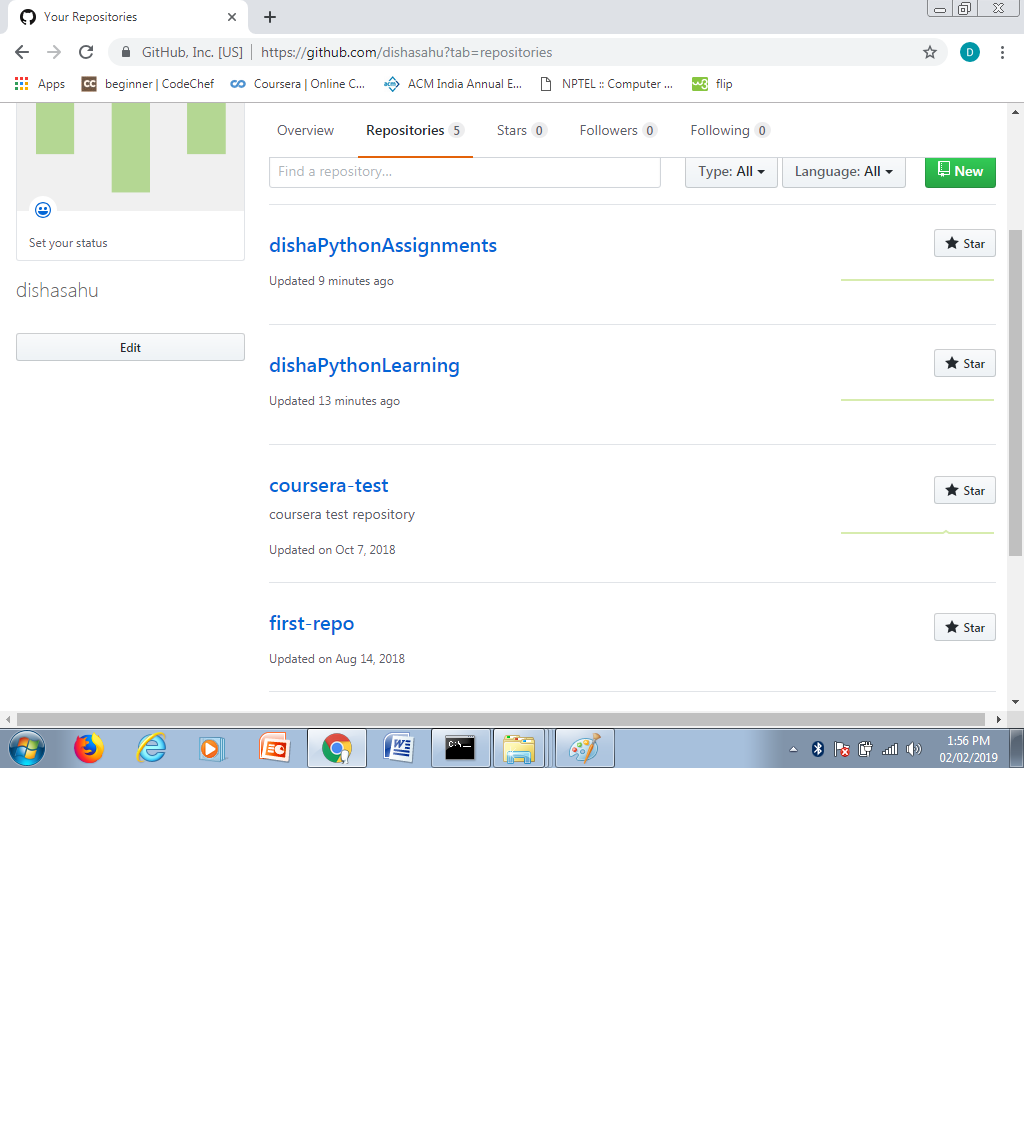 Your Repositories
GitHub, Inc. [US] https://github.com/dishasahu?tab=repositories
D
Apps CC beginner | CodeChef Coursera | Online C... ACM India Annual E... NPTEL :: Computer ... flip
Overview Repositories 5 Stars 0 Followers 0 Following 0
Find a repository... Type: All Language: All New
Set your status
dishasahu
Edit
dishaPythonAssignments
Star
Updated 9 minutes ago
dishaPythonLearning
Star
Updated 13 minutes ago
coursera-test
Star
coursera test repository
Updated on Oct 7, 2018
first-repo
Star
Updated on Aug 14, 2018
1:56 PM
02/02/2019